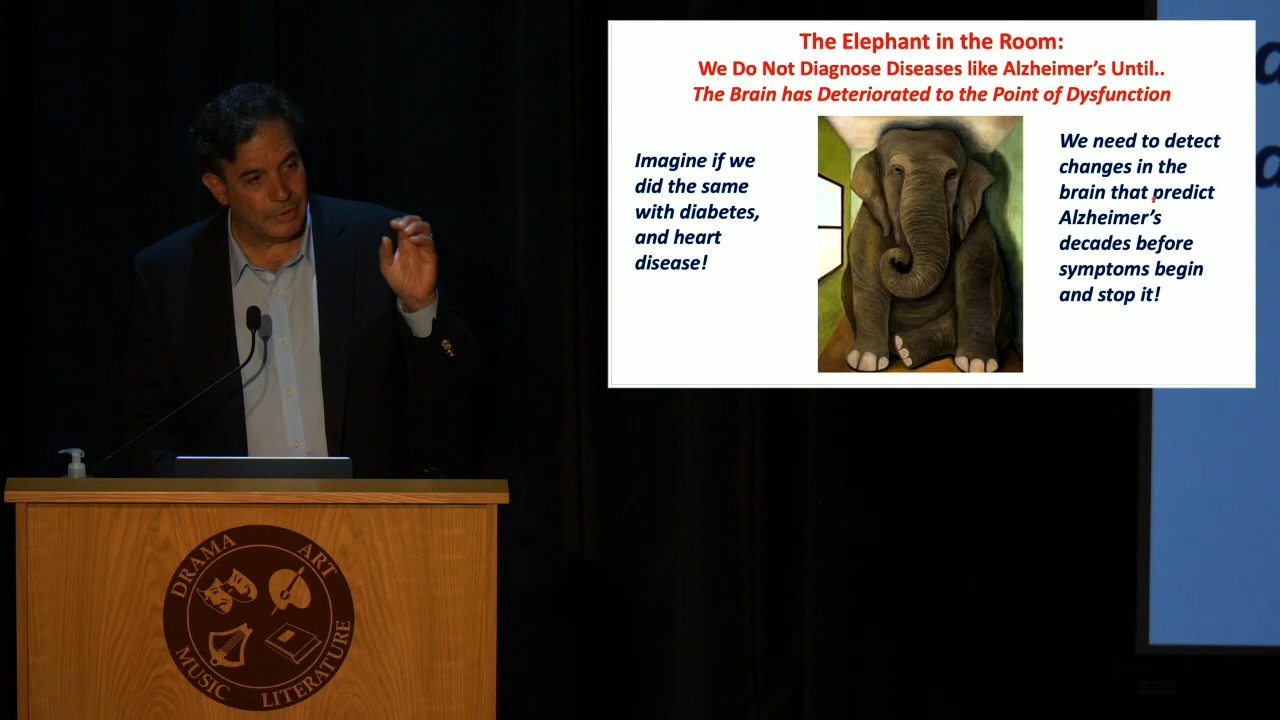 The Elephant in the Room:
We Do Not Diagnose Diseases like Alzheimer's Until..
The Brain has Deteriorated to the Point of Dysfunction
Imagine if we
did the same
with diabetes,
and heart
disease!
We need to detect
changes in the
brain that predict
Alzheimer's
decades before
symptoms begin
and stop it!
DRAMA
ART
MUSIC
LITERATURE